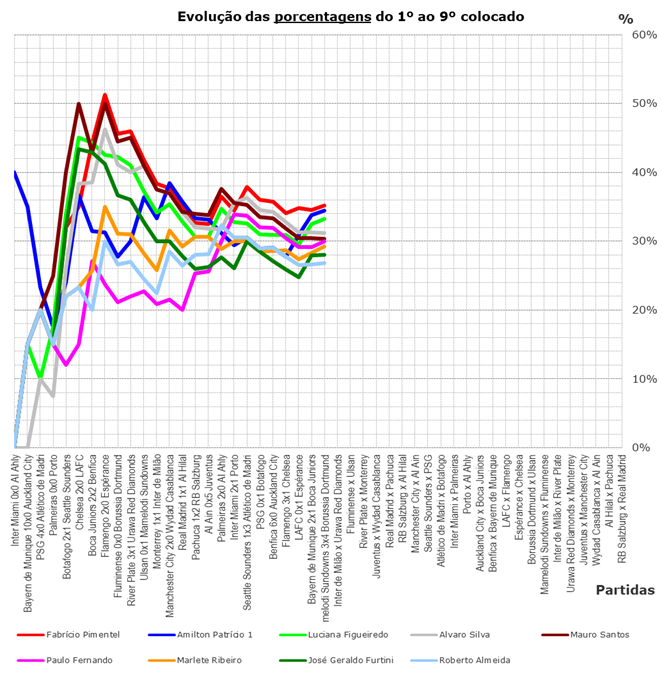 Evolução das porcentagens do 1º ao 9º colocado
%
60%
50%
40%
30%
20%
10%
0%
Inter Miami 0x0 Al Ahly
Bayern de Munique 10x0 Auckland City
PSG 4x0 Atlético de Madri
Palmeiras 0x0 Porto
Botafogo 2x1 Seattle Sounders
Chelsea 2x0 LAFC
Boca Juniors 2x2 Benfica
Flamengo 2x0 Espérance
Fluminense 0x0 Borussia Dortmund
River Plate 3x1 Urawa Red Diamonds
Ulsan 0x1 Mamelodi Sundowns
Monterrey 1x1 Inter de Milão
Manchester City 2x0 Wydad Casablanca
Real Madrid 1x1 Al Hilal
Pachuca 1x2 RB Salzburg
Al Ain 0x5 Juventus
Palmeiras 2x0 Al Ahly
Inter Miami 2x1 Porto
Seattle Sounders 1x3 Atlético de Madri
PSG 0x1 Botafogo
Benfica 6x0 Auckland City
Flamengo 3x1 Chelsea
LAFC 0x1 Espérance
Bayern de Munique 2x1 Boca Juniors
melodi Sundowns 3x4 Borussia Dortmund
Inter de Milão x Urawa Red Diamonds
Fluminense x Ulsan
River Plate x Monterrey
Juventus x Wydad Casablanca
Real Madrid x Pachuca
RB Salzburg x Al Hilal
Manchester City x Al Ain
Seattle Sounders x PSG
Atlético de Madri x Botafogo
Inter Miami x Palmeiras
Porto x Al Ahly
Auckland City x Boca Juniors
Benfica x Bayern de Munique
LAFC x Flamengo
Espérance x Chelsea
Borussia Dortmund x Ulsan
Mamelodi Sundowns x Fluminense
Inter de Milão x River Plate
Urawa Red Diamonds x Monterrey
Juventus x Manchester City
Wydad Casablanca x Al Ain
Al Hilal x Pachuca
RB Salzburg x Real Madrid
Partidas
Fabrício Pimentel
Amilton Patrício 1
Luciana Figueiredo
Alvaro Silva
Mauro Santos
Paulo Fernando
Marlete Ribeiro
José Geraldo Furtini
Roberto Almeida